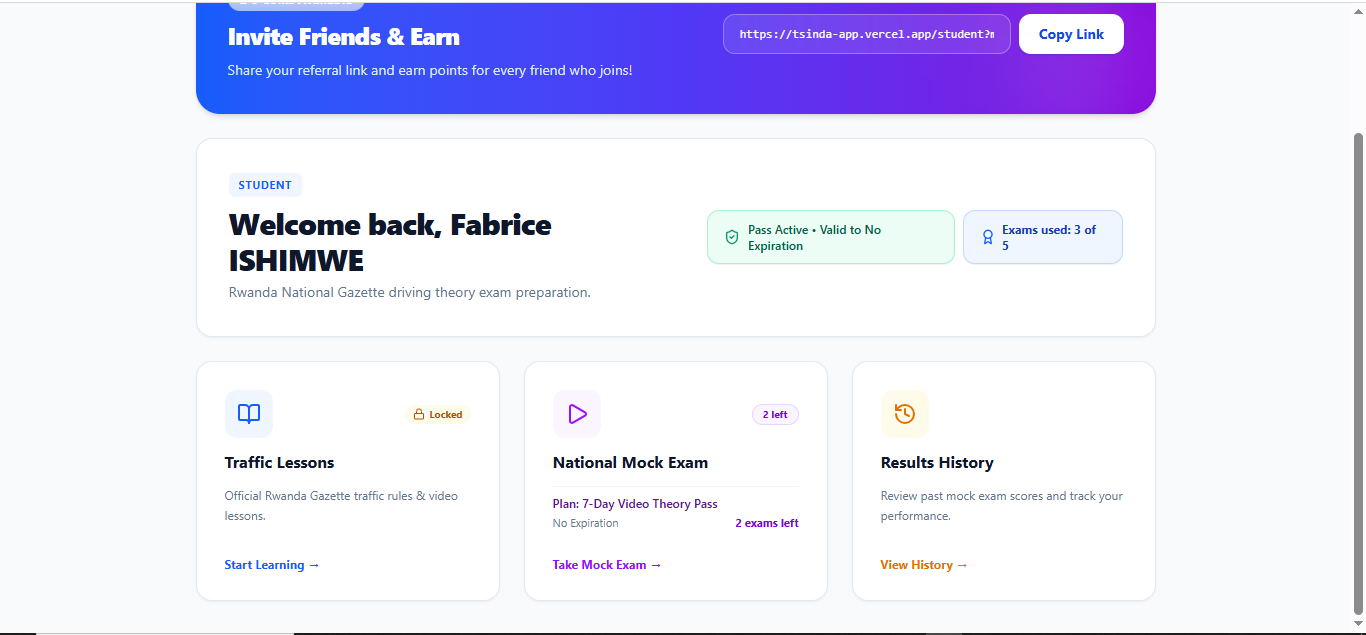 Invite Friends & Earn
https://tsinda-app.vercel.app/student?
Copy Link
Share your referral link and earn points for every friend who joins!
STUDENT
Welcome back, Fabrice
ISHIMWE
Rwanda National Gazette driving theory exam preparation.
Pass Active • Valid to No
Expiration
Exams used: 3 of
5
Locked
Traffic Lessons
Official Rwanda Gazette traffic rules & video
lessons.
Start Learning →
2 left
National Mock Exam
Plan: 7-Day Video Theory Pass
No Expiration
2 exams left
Take Mock Exam →
Results History
Review past mock exam scores and track your
performance.
View History →